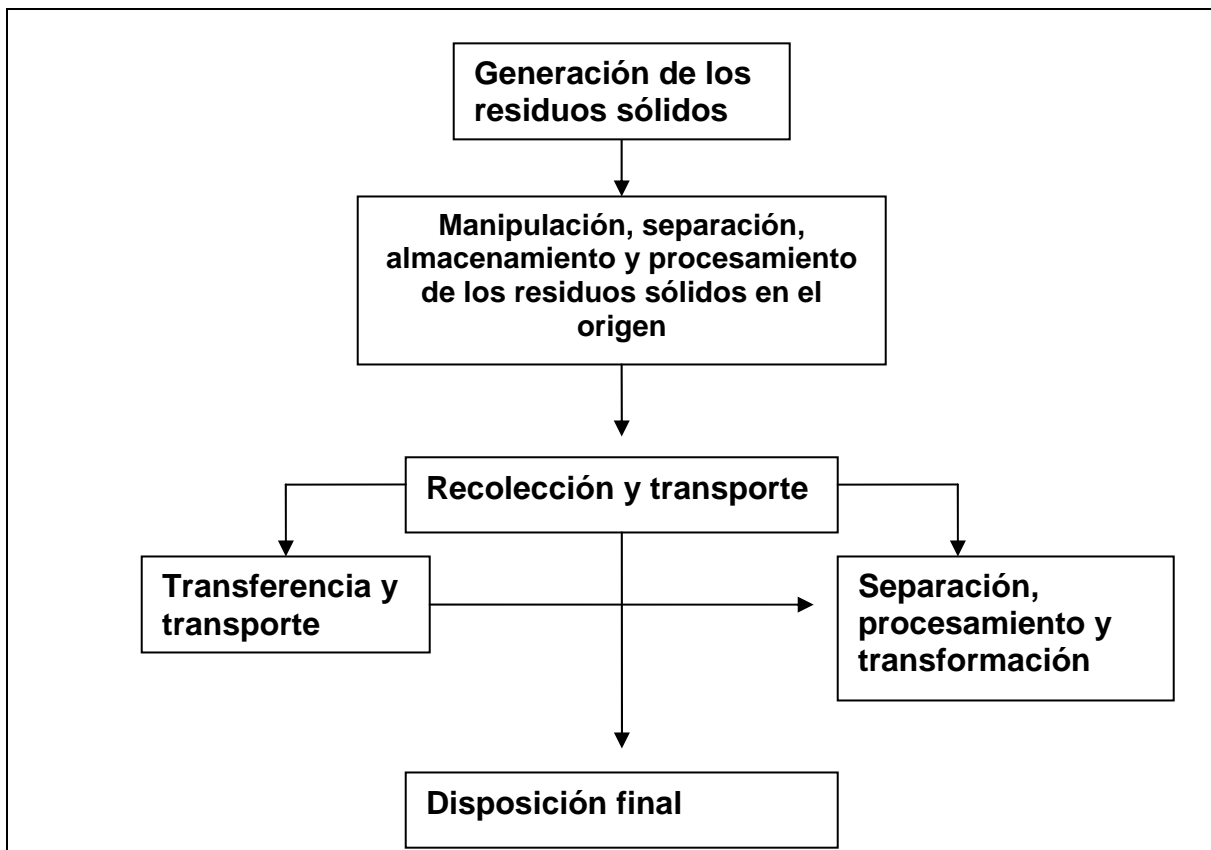 Generación de los
residuos sólidos
Manipulación, separación,
almacenamiento y procesamiento
de los residuos sólidos en el
origen
Recolección y transporte
Transferencia y
transporte
Separación,
procesamiento y
transformación
Disposición final